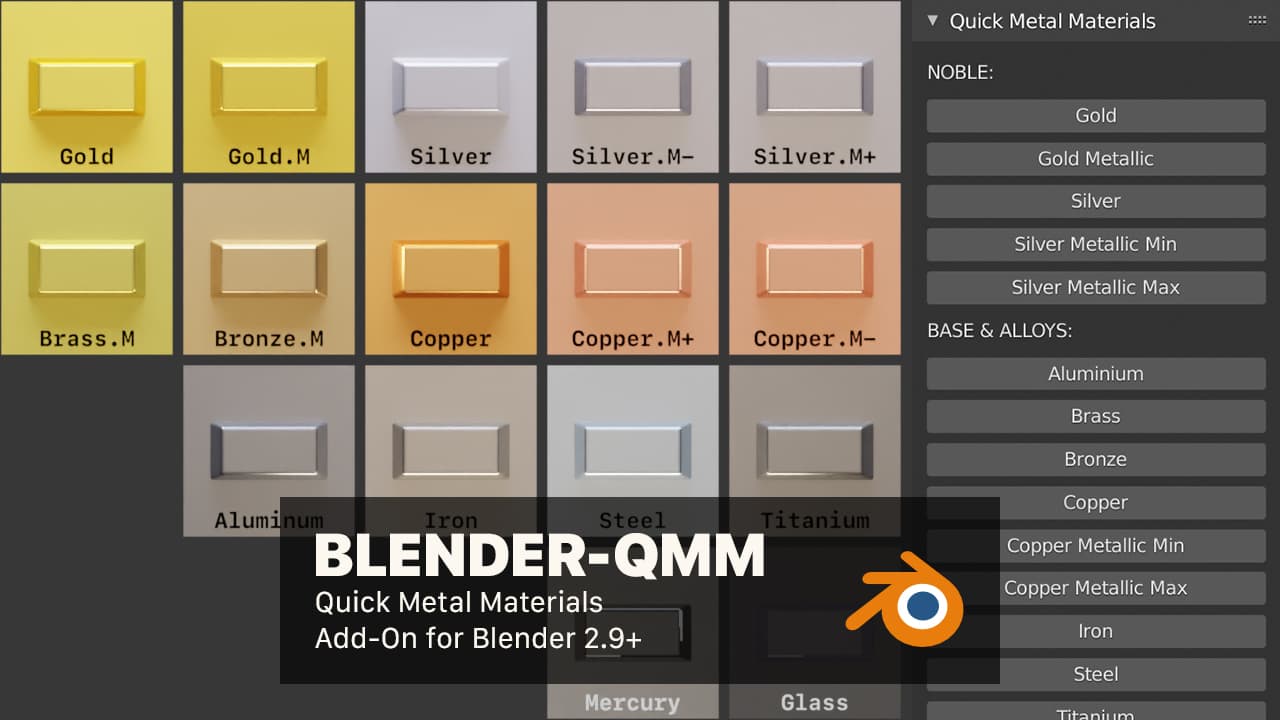 Gold
Gold.M
Silver
Silver.M–
Silver.M+
Brass.M
Bronze.M
Copper
Copper.M+
Copper.M–
Aluminum
Iron
Steel
Titanium
Mercury
Glass
BLENDER-QMM
Quick Metal Materials
Add-On for Blender 2.9+
Quick Metal Materials
NOBLE:
Gold
Gold Metallic
Silver
Silver Metallic Min
Silver Metallic Max
BASE & ALLOYS:
Aluminium
Brass
Bronze
Copper
Copper Metallic Min
Copper Metallic Max
Iron
Steel
Titanium